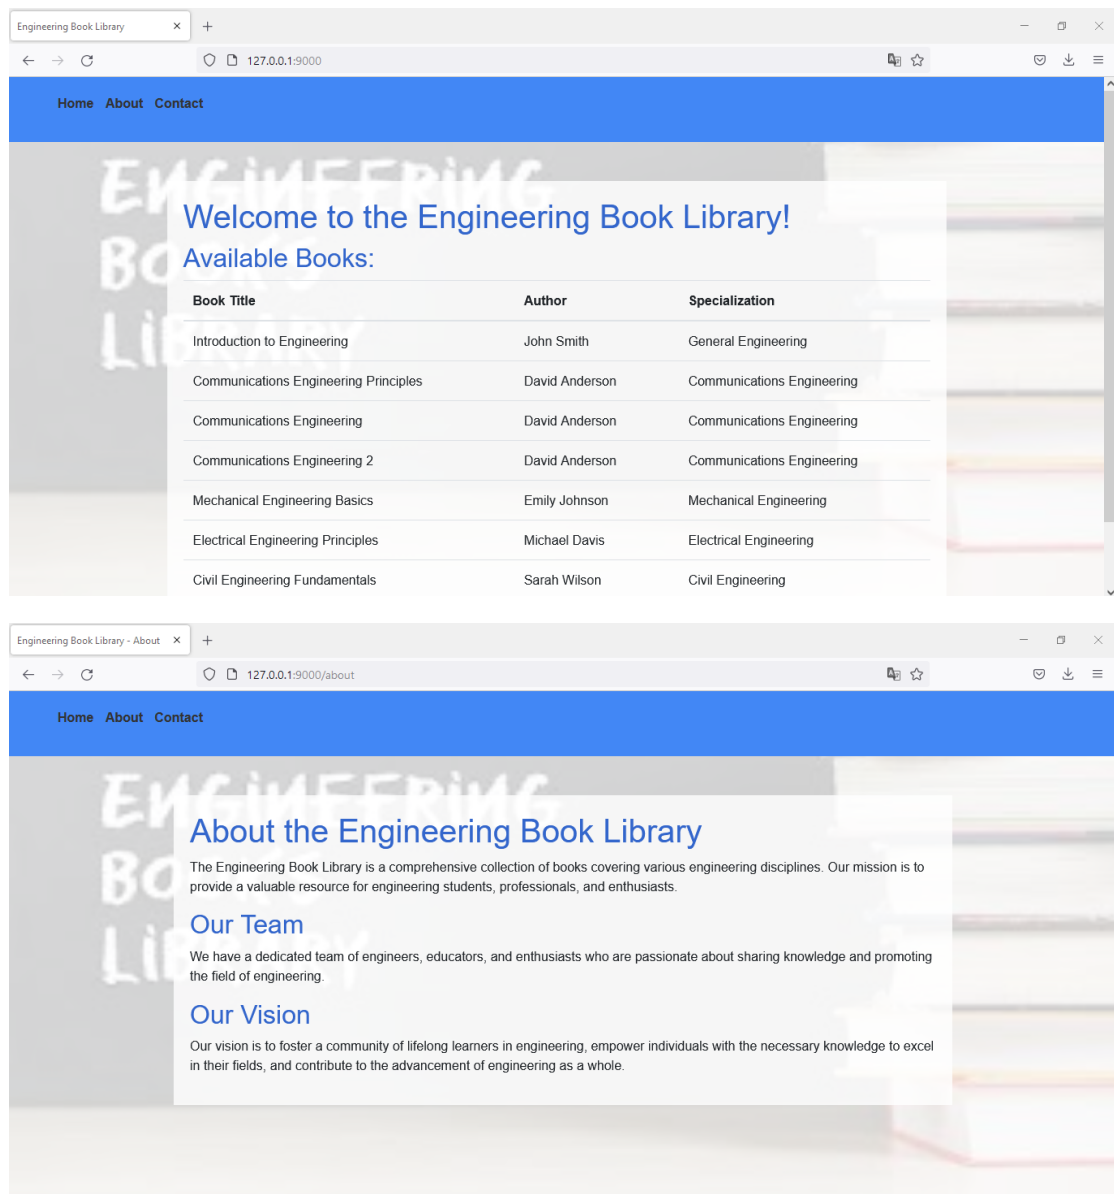 Engineering Book Library
127.0.0.1:9000
Home About Contact
ENGiNEERiNG
BOOKS
LiBRARY
Welcome to the Engineering Book Library!
Available Books:
Book Title Author Specialization
Introduction to Engineering John Smith General Engineering
Communications Engineering Principles David Anderson Communications Engineering
Communications Engineering David Anderson Communications Engineering
Communications Engineering 2 David Anderson Communications Engineering
Mechanical Engineering Basics Emily Johnson Mechanical Engineering
Electrical Engineering Principles Michael Davis Electrical Engineering
Civil Engineering Fundamentals Sarah Wilson Civil Engineering
Engineering Book Library - About
127.0.0.1:9000/about
Home About Contact
ENGiNEERiNG
BOOKS
LiBRARY
About the Engineering Book Library
The Engineering Book Library is a comprehensive collection of books covering various engineering disciplines. Our mission is to
provide a valuable resource for engineering students, professionals, and enthusiasts.
Our Team
We have a dedicated team of engineers, educators, and enthusiasts who are passionate about sharing knowledge and promoting
the field of engineering.
Our Vision
Our vision is to foster a community of lifelong learners in engineering, empower individuals with the necessary knowledge to excel
in their fields, and contribute to the advancement of engineering as a whole.